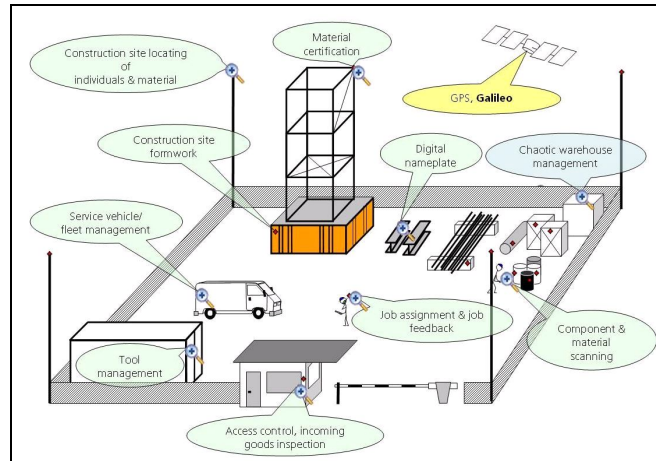 Construction site locating
of
individuals & material
Material
certification
GPS, Galileo
Construction site
formwork
Digital
nameplate
Chaotic warehouse
management
Service vehicle/
fleet management
Job assignment & job
feedback
Component &
material
scanning
Tool
management
Access control, incoming
goods inspection